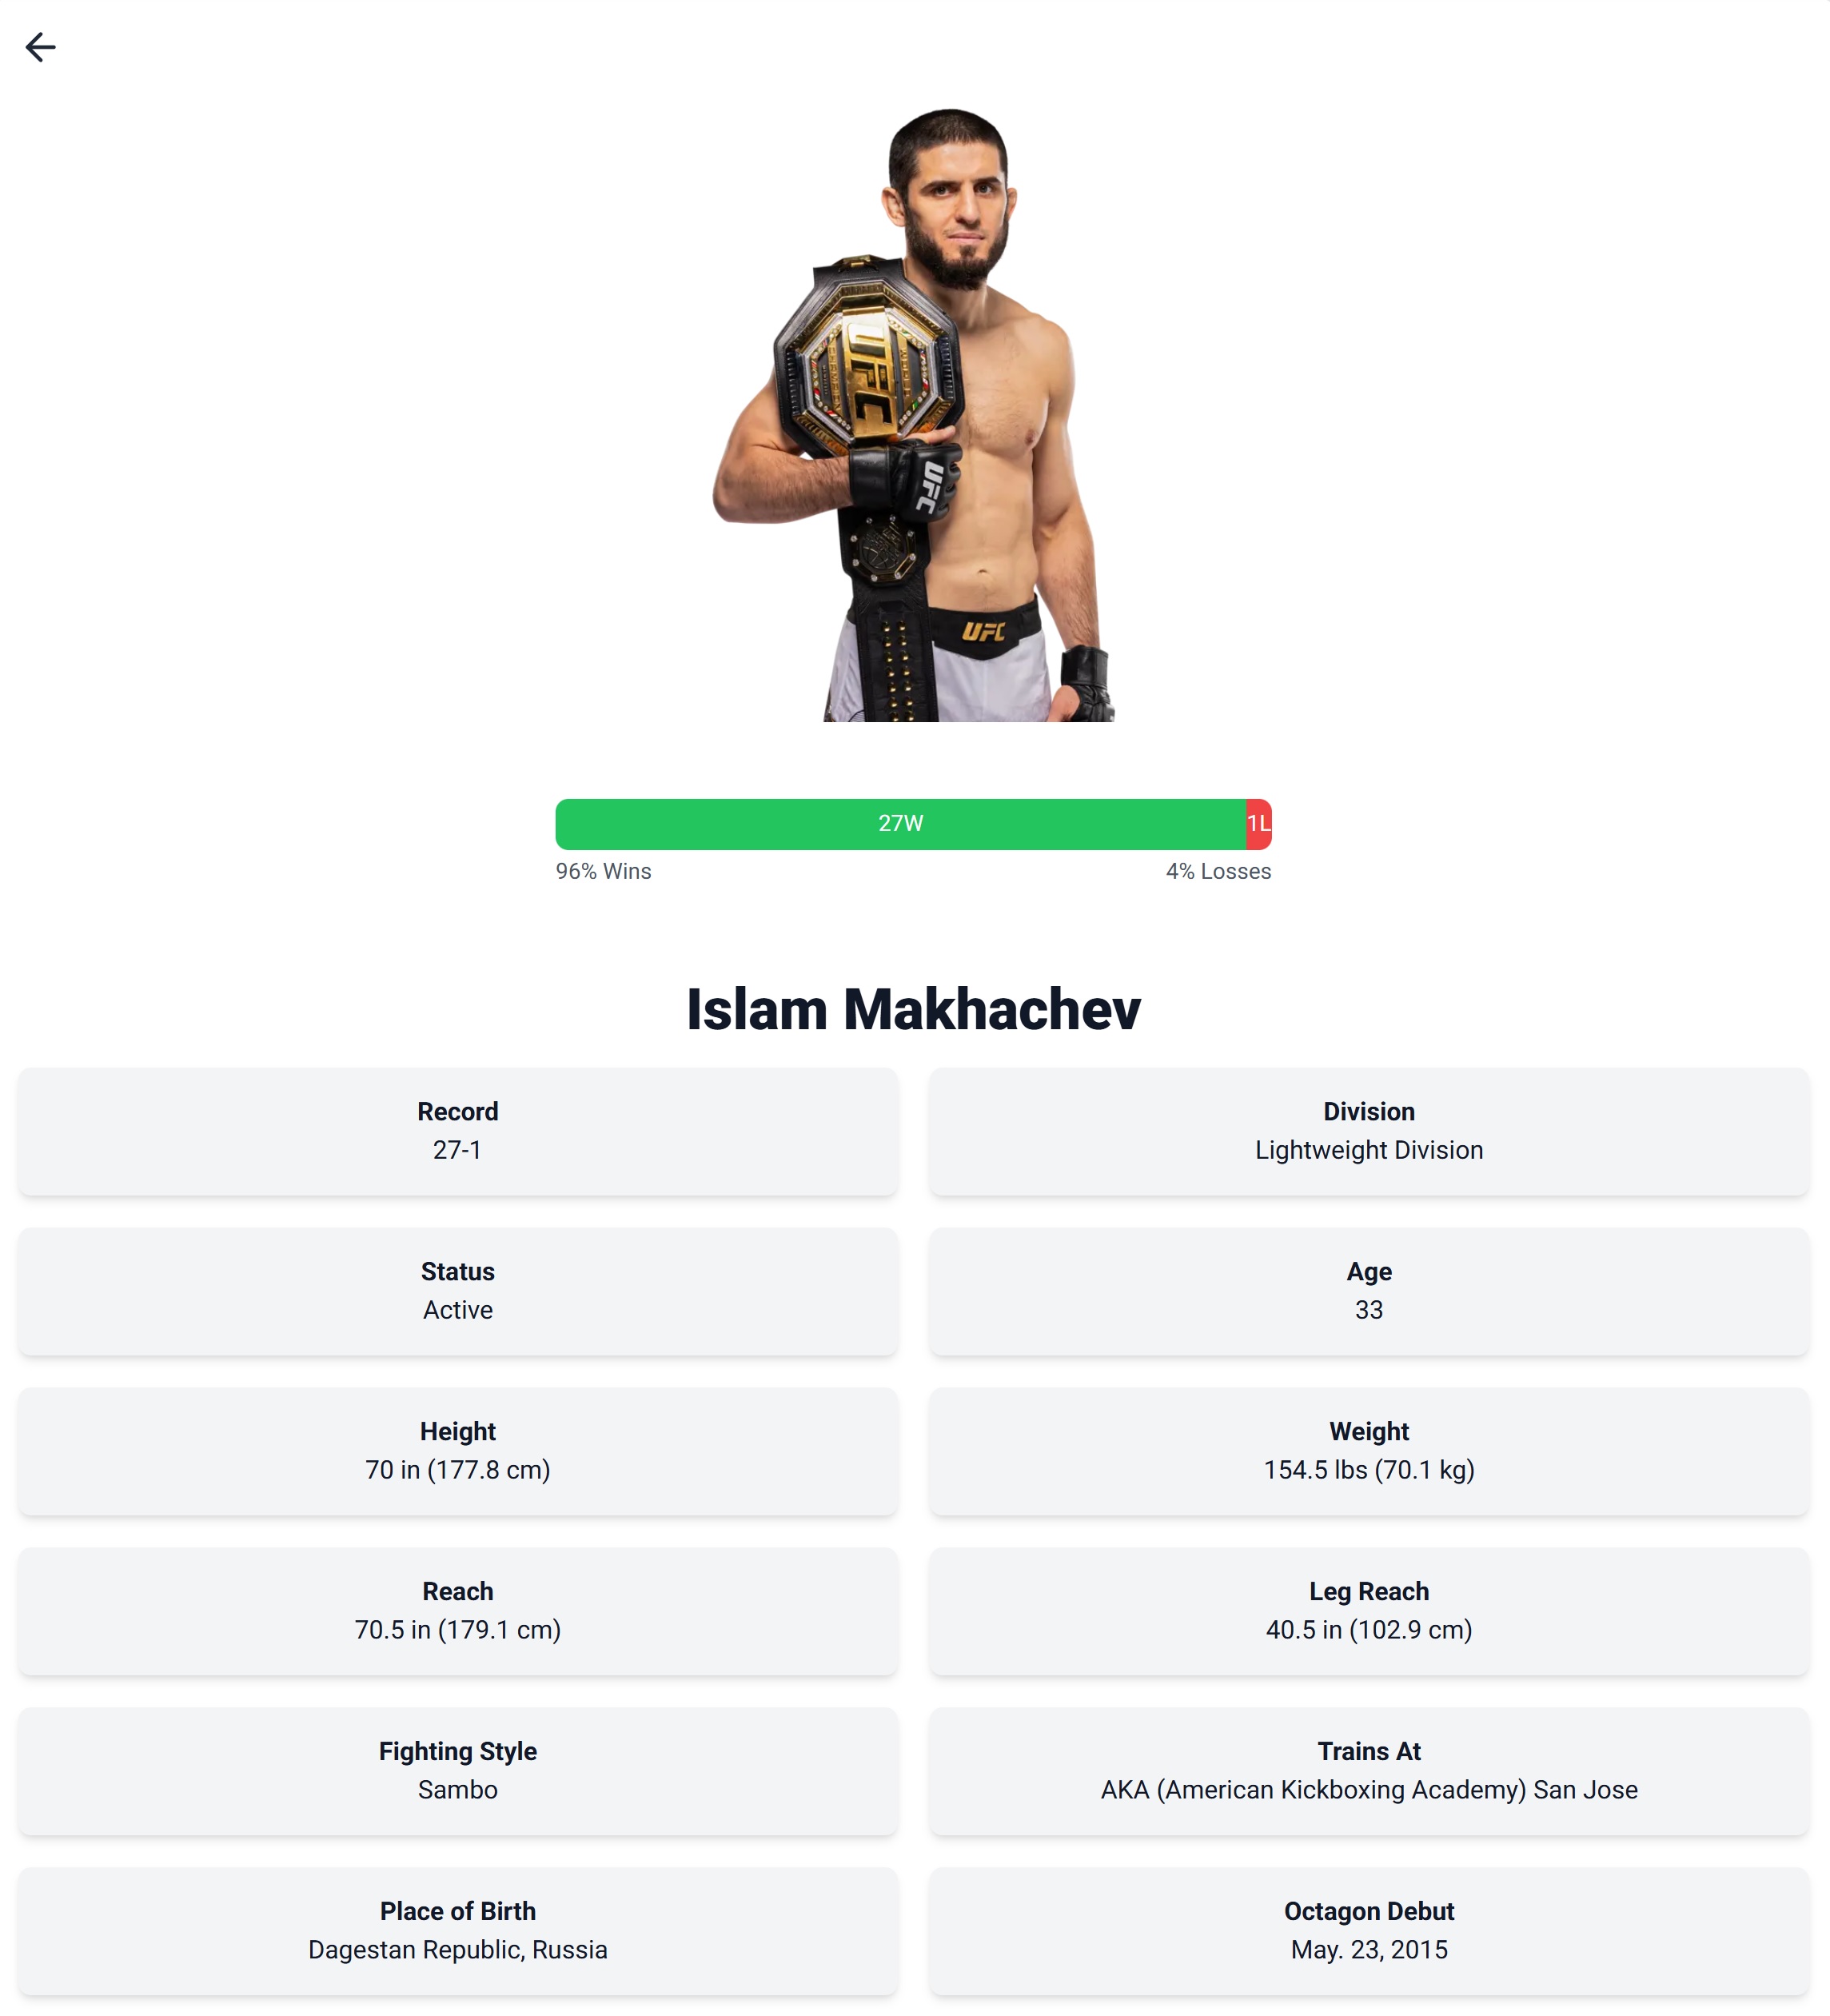 UFC
UFC
UFC
27W
1L
96% Wins
4% Losses
Islam Makhachev
Record
27-1
Division
Lightweight Division
Status
Active
Age
33
Height
70 in (177.8 cm)
Weight
154.5 lbs (70.1 kg)
Reach
70.5 in (179.1 cm)
Leg Reach
40.5 in (102.9 cm)
Fighting Style
Sambo
Trains At
AKA (American Kickboxing Academy) San Jose
Place of Birth
Dagestan Republic, Russia
Octagon Debut
May. 23, 2015